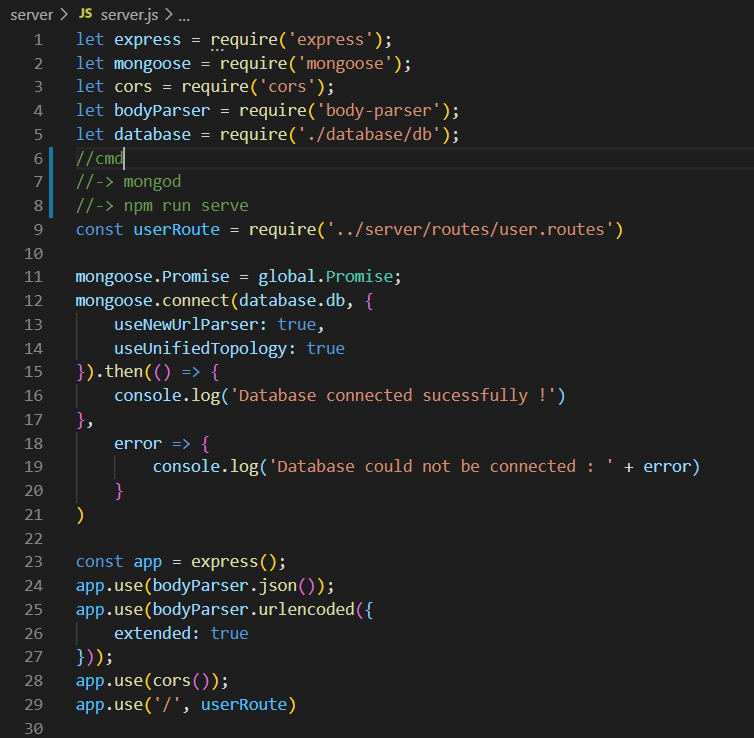 server > JS server.js > ...
1 let express = require('express');
2 let mongoose = require('mongoose');
3 let cors = require('cors');
4 let bodyParser = require('body-parser');
5 let database = require('./database/db');
6 //cmd
7 //-> mongod
8 //-> npm run serve
9 const userRoute = require('../server/routes/user.routes')
10
11 mongoose.Promise = global.Promise;
12 mongoose.connect(database.db, {
13     useNewUrlParser: true,
14     useUnifiedTopology: true
15 }).then(() => {
16     console.log('Database connected sucessfully !')
17 },
18     error => {
19         console.log('Database could not be connected : ' + error)
20     }
21 )
22
23 const app = express();
24 app.use(bodyParser.json());
25 app.use(bodyParser.urlencoded({
26     extended: true
27 }));
28 app.use(cors());
29 app.use('/', userRoute)
30